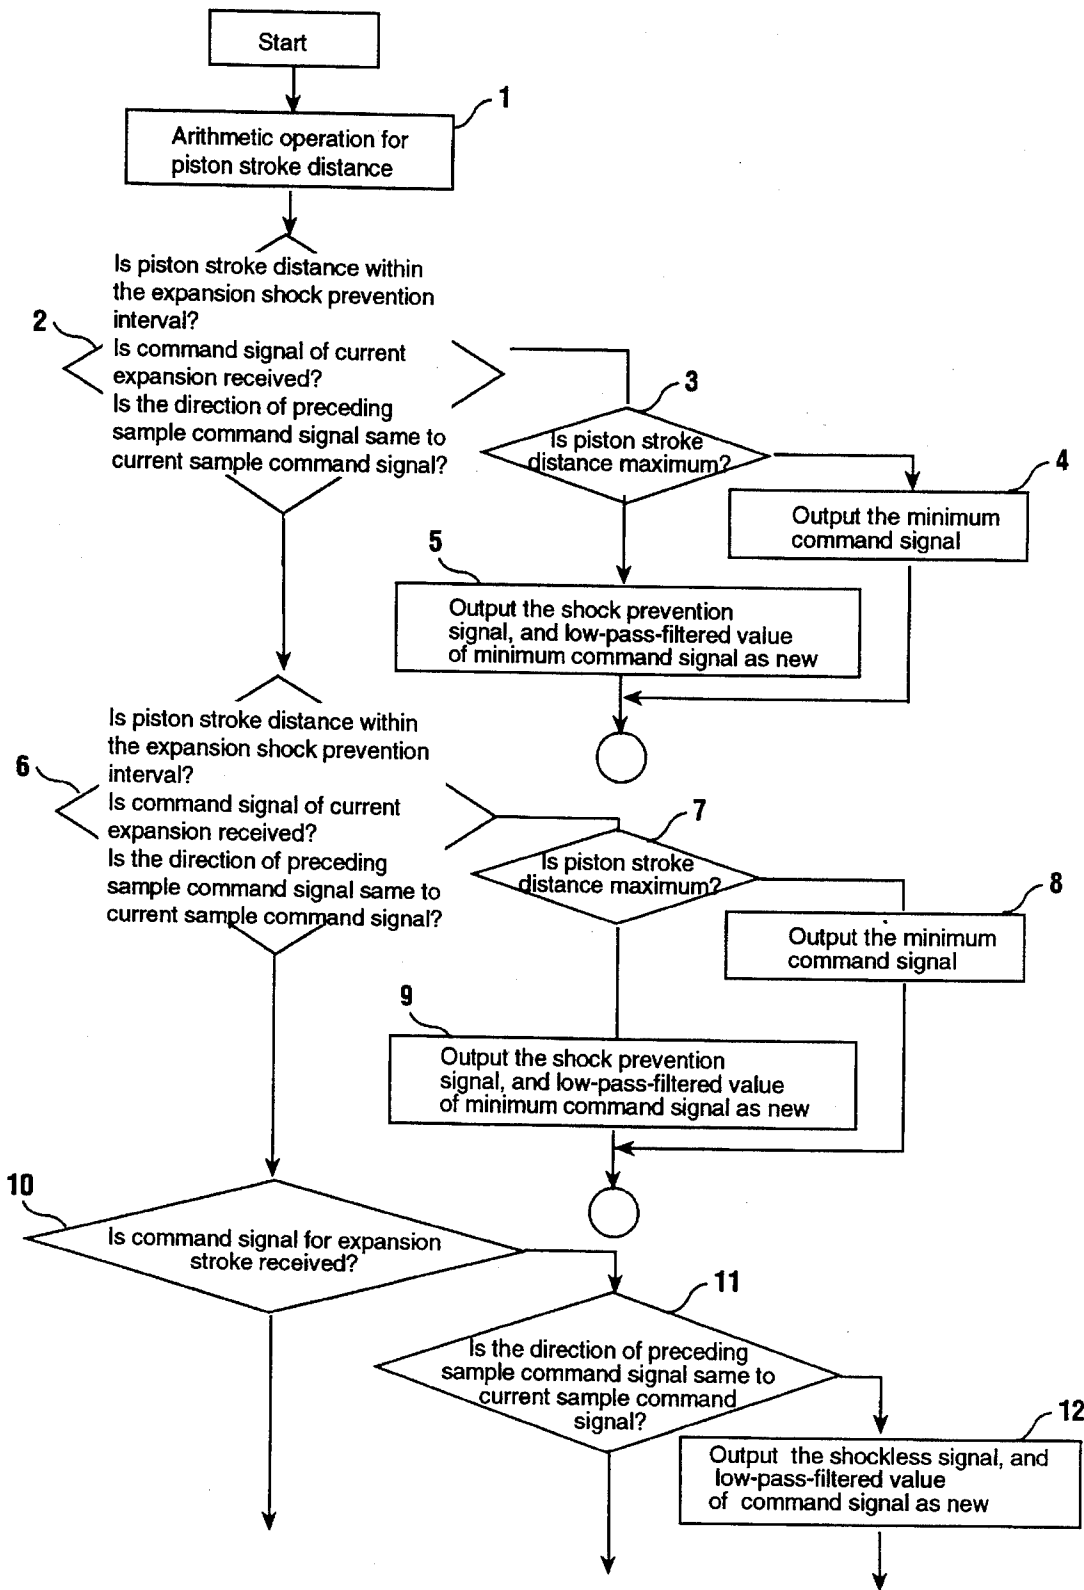 Start
1
Arithmetic operation for
piston stroke distance
2
Is piston stroke distance within
the expansion shock prevention
interval?
Is command signal of current
expansion received?
Is the direction of preceding
sample command signal same to
current sample command signal?
3
Is piston stroke
distance maximum?
4
Output the minimum
command signal
5
Output the shock prevention
signal, and low-pass-filtered value
of minimum command signal as new
6
Is piston stroke distance within
the expansion shock prevention
interval?
Is command signal of current
expansion received?
Is the direction of preceding
sample command signal same to
current sample command signal?
7
Is piston stroke
distance maximum?
8
Output the minimum
command signal
9
Output the shock prevention
signal, and low-pass-filtered value
of minimum command signal as new
10
Is command signal for expansion
stroke received?
11
Is the direction of preceding
sample command signal same to
current sample command
signal?
12
Output the shockless signal, and
low-pass-filtered value
of command signal as new